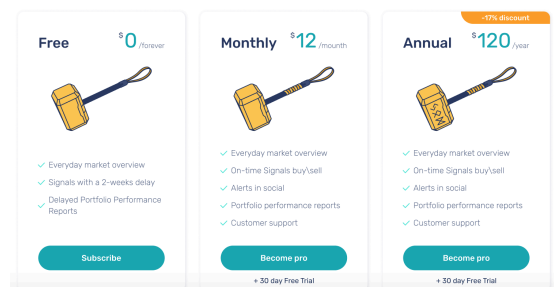 -17% discount
Free
$0 /forever
Everyday market overview
Signals with a 2-weeks delay
Delayed Portfolio Performance
Reports
Subscribe
Monthly
$12 /mounth
Everyday market overview
On-time Signals buy\sell
Alerts in social
Portfolio performance reports
Customer support
Become pro
+ 30 day Free Trial
Annual
$120 /year
Everyday market overview
On-time Signals buy\sell
Alerts in social
Portfolio performance reports
Customer support
Become pro
+ 30 day Free Trial